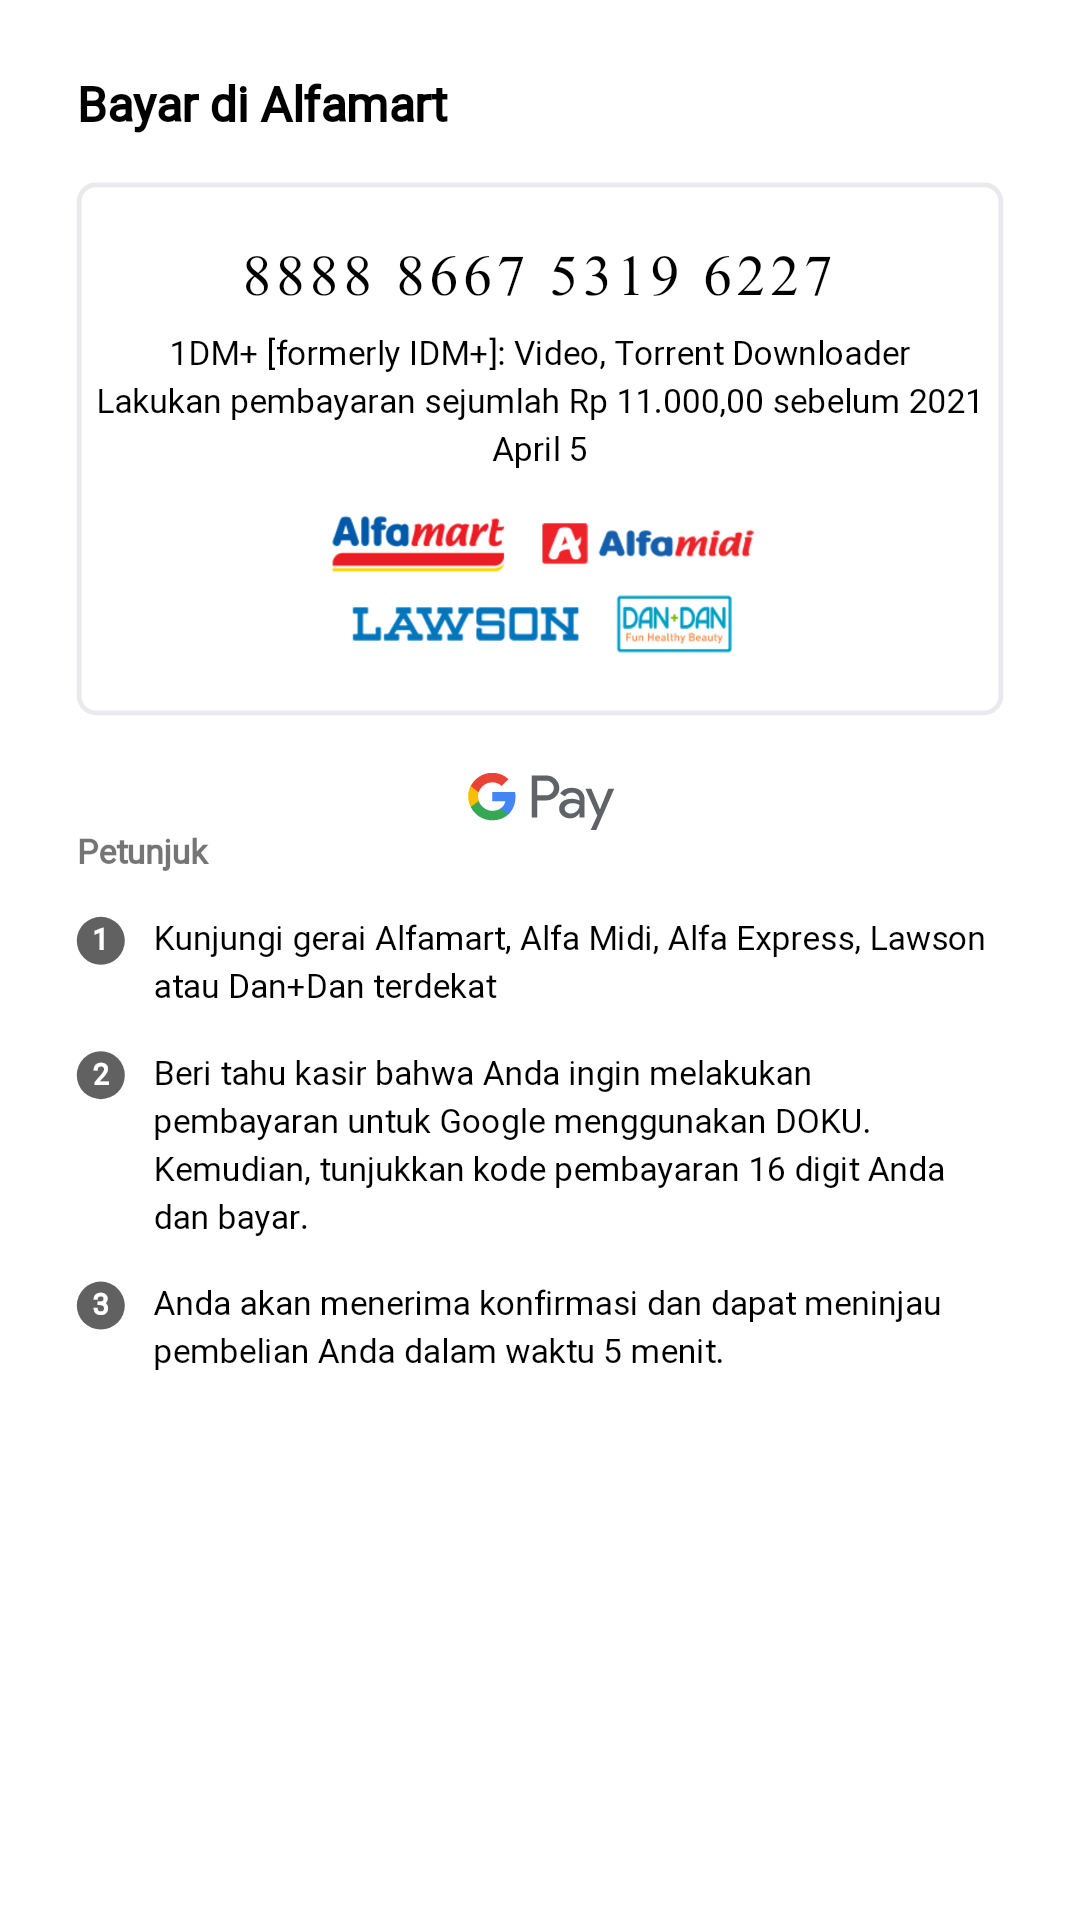 Bayar di Alfamart
8888 8667 5319 6227
1DM+ [formerly IDM+]: Video, Torrent Downloader
Lakukan pembayaran sejumlah Rp 11.000,00 sebelum 2021
April 5
Alfamart A Alfamidi
LAWSON DAN+DAN
Fun Healthy Beauty
G Pay
Petunjuk
1 Kunjungi gerai Alfamart, Alfa Midi, Alfa Express, Lawson
atau Dan+Dan terdekat
2 Beri tahu kasir bahwa Anda ingin melakukan
pembayaran untuk Google menggunakan DOKU.
Kemudian, tunjukkan kode pembayaran 16 digit Anda
dan bayar.
3 Anda akan menerima konfirmasi dan dapat meninjau
pembelian Anda dalam waktu 5 menit.